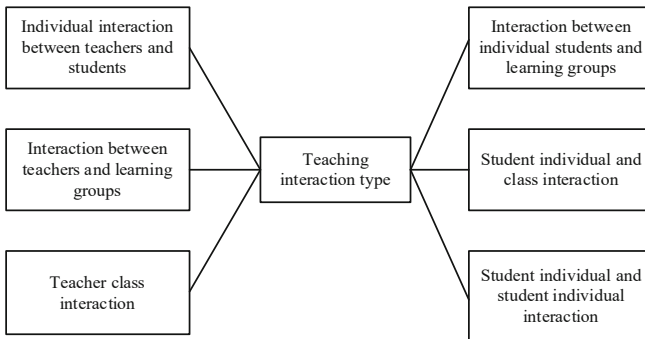 Individual interaction
between teachers and
students
Interaction between
teachers and learning
groups
Teacher class
interaction
Teaching
interaction type
Interaction between
individual students and
learning groups
Student individual and
class interaction
Student individual and
student individual
interaction